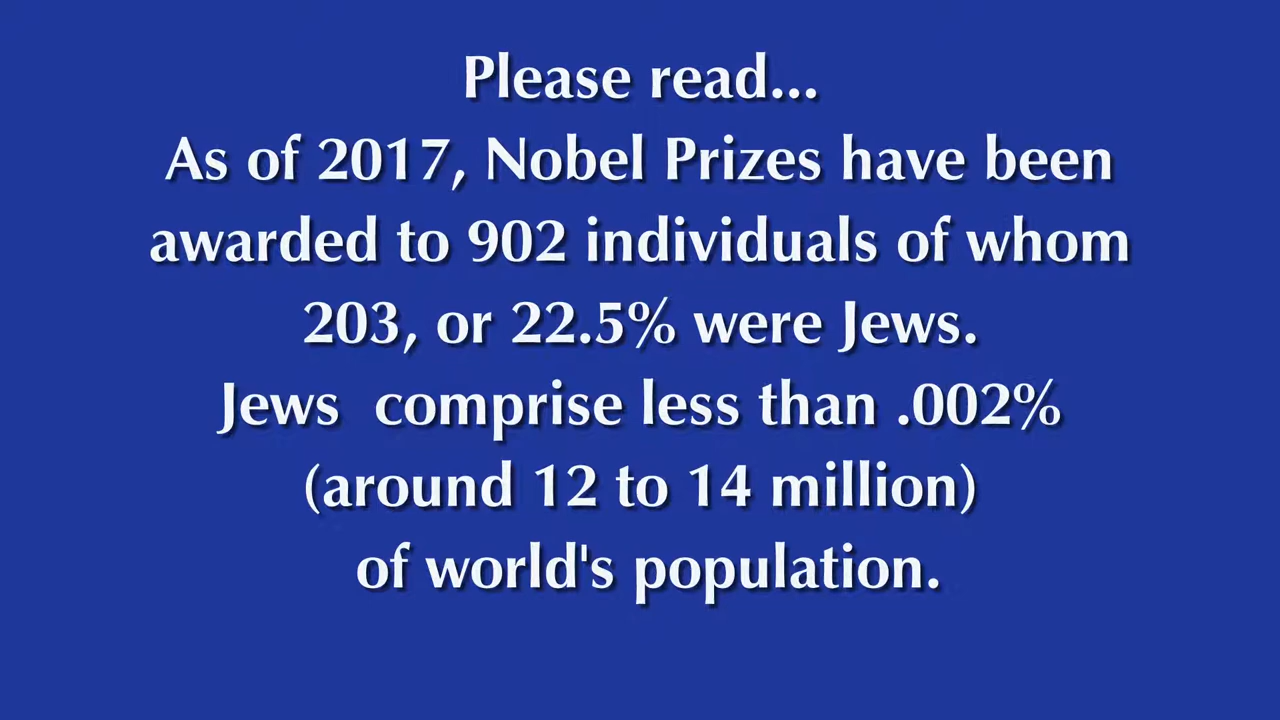 Please read...
As of 2017, Nobel Prizes have been
awarded to 902 individuals of whom
203, or 22.5% were Jews.
Jews  comprise less than .002%
(around 12 to 14 million)
of world's population.